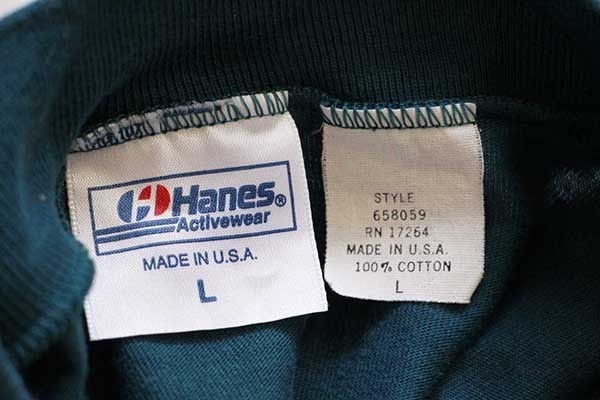 Hanes®
Activewear
MADE IN U.S.A.
L
STYLE
658059
RN 17264
MADE IN U.S.A.
100% COTTON
L